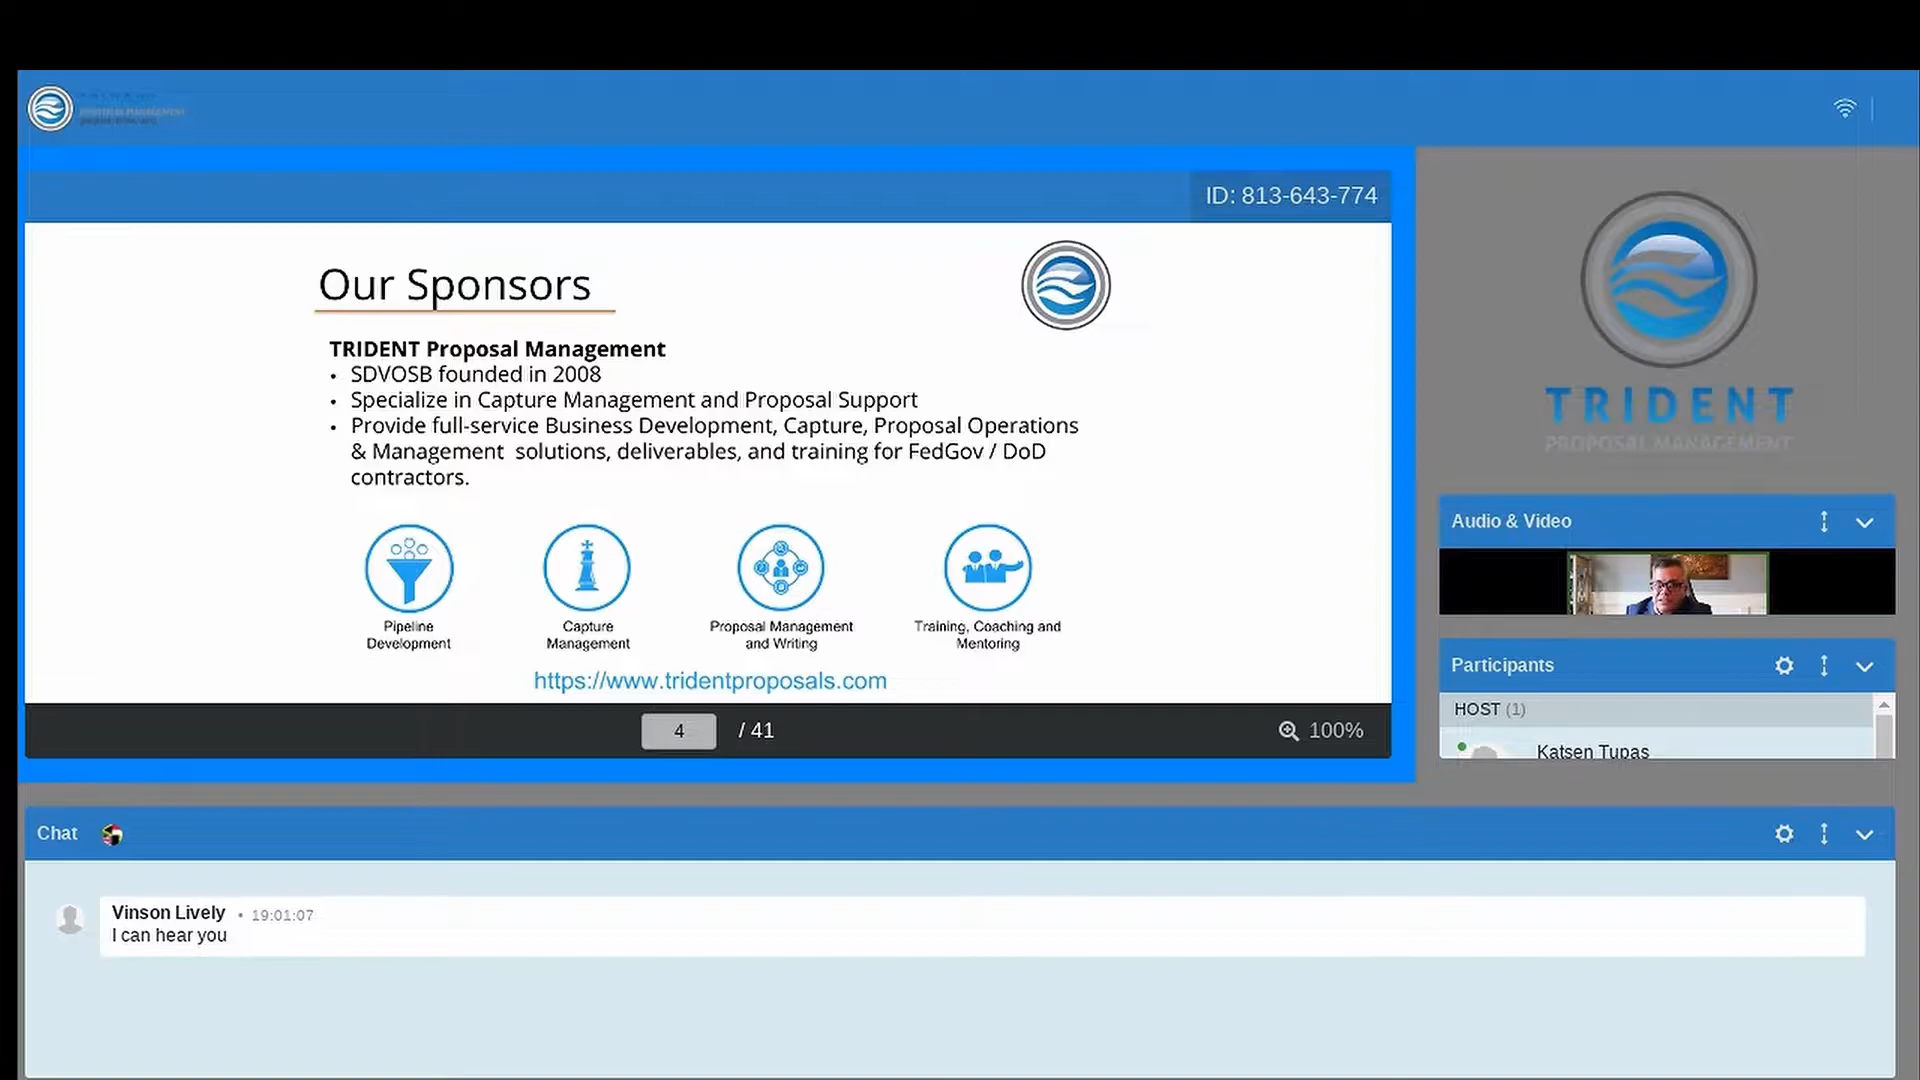 ID: 813-643-774
Our Sponsors
TRIDENT Proposal Management
• SDVOSB founded in 2008
• Specialize in Capture Management and Proposal Support
• Provide full-service Business Development, Capture, Proposal Operations
& Management solutions, deliverables, and training for FedGov / DoD
contractors.
Pipeline
Development
Capture
Management
Proposal Management
and Writing
Training, Coaching and
Mentoring
https://www.tridentproposals.com
4 / 41
100%
TRIDENT
PROPOSAL MANAGEMENT
Audio & Video
Participants
HOST (1)
Katsen Tupas
Chat
Vinson Lively • 19:01:07
I can hear you